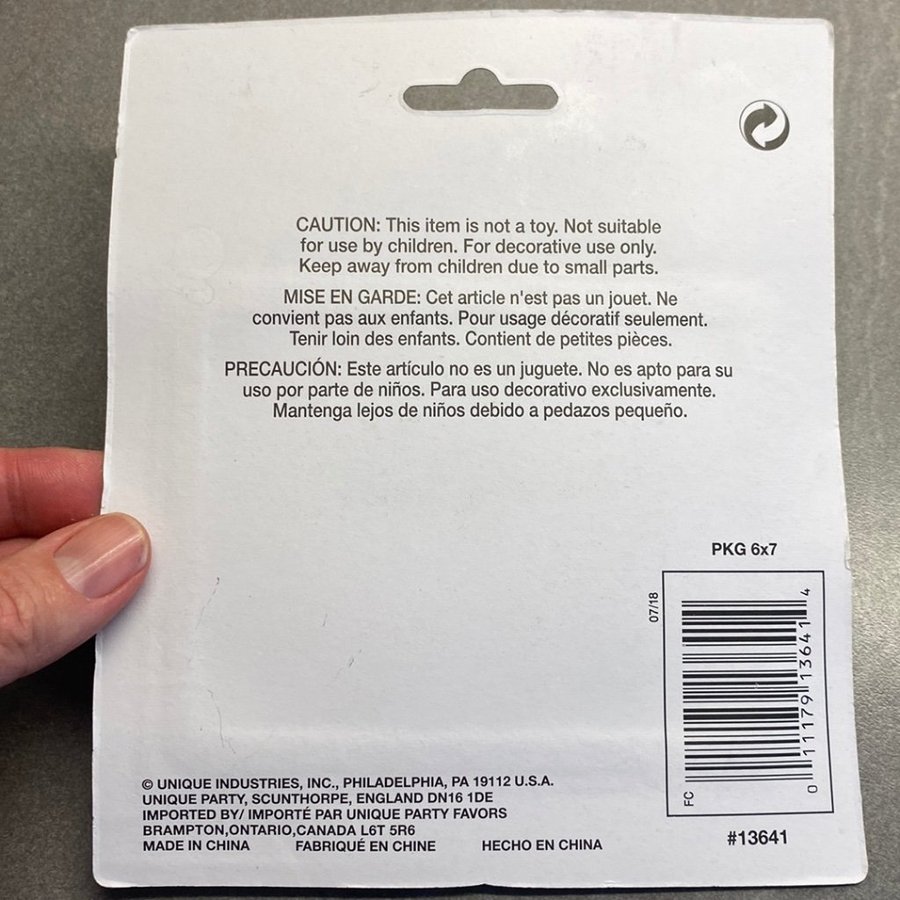 CAUTION: This item is not a toy. Not suitable
for use by children. For decorative use only.
Keep away from children due to small parts.
MISE EN GARDE: Cet article n'est pas un jouet. Ne
convient pas aux enfants. Pour usage décoratif seulement.
Tenir loin des enfants. Contient de petites pièces.
PRECAUCIÓN: Este artículo no es un juguete. No es apto para su
uso por parte de niños. Para uso decorativo exclusivamente.
Mantenga lejos de niños debido a pedazos pequeño.
PKG 6x7
07/18
0 11179 13641 4
FC
#13641
© UNIQUE INDUSTRIES, INC., PHILADELPHIA, PA 19112 U.S.A.
UNIQUE PARTY, SCUNTHORPE, ENGLAND DN16 1DE
IMPORTED BY/ IMPORTÉ PAR UNIQUE PARTY FAVORS
BRAMPTON,ONTARIO,CANADA L6T 5R6
MADE IN CHINA FABRIQUÉ EN CHINE HECHO EN CHINA